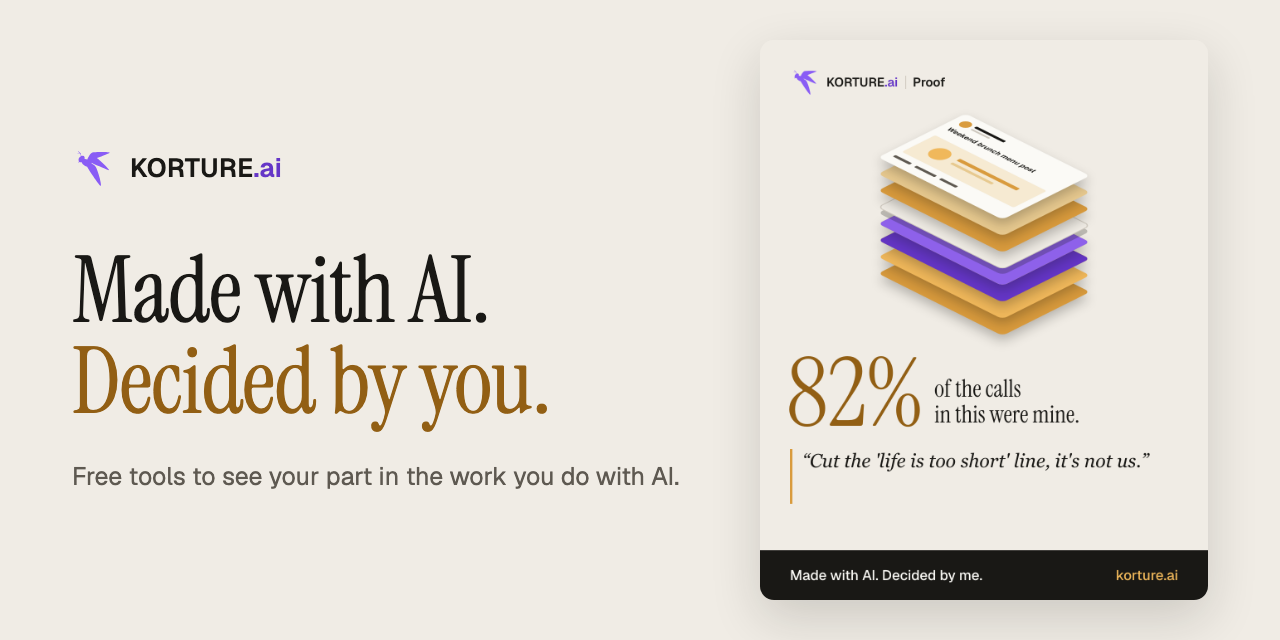 KORTURE.ai
Made with AI.
Decided by you.
Free tools to see your part in the work you do with AI.
KORTURE.ai | Proof
Weekend brunch menu post
82%
of the calls
in this were mine.
“Cut the 'life is too short' line, it's not us.”
Made with AI. Decided by me.
korture.ai